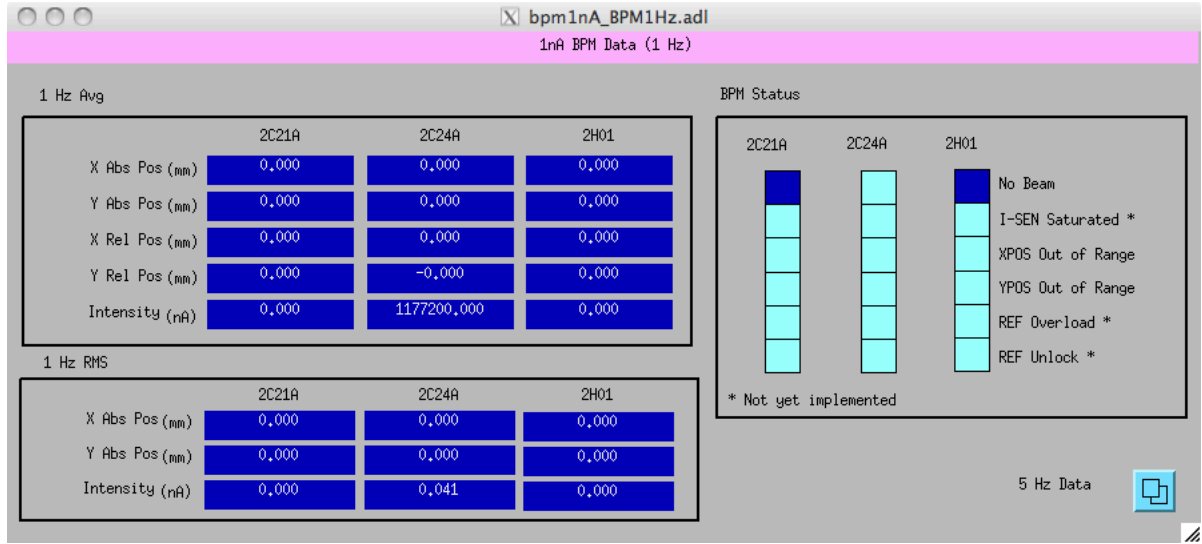 bpm1nA_BPM1Hz.adl
1nA BPM Data (1 Hz)
1 Hz Avg
2C21A 2C24A 2H01
X Abs Pos (mm) 0.000 0.000 0.000
Y Abs Pos (mm) 0.000 0.000 0.000
X Rel Pos (mm) 0.000 0.000 0.000
Y Rel Pos (mm) 0.000 -0.000 0.000
Intensity (nA) 0.000 1177200.000 0.000
1 Hz RMS
2C21A 2C24A 2H01
X Abs Pos (mm) 0.000 0.000 0.000
Y Abs Pos (mm) 0.000 0.000 0.000
Intensity (nA) 0.000 0.041 0.000
BPM Status
2C21A 2C24A 2H01
No Beam
I-SEN Saturated *
XPOS Out of Range
YPOS Out of Range
REF Overload *
REF Unlock *
* Not yet implemented
5 Hz Data